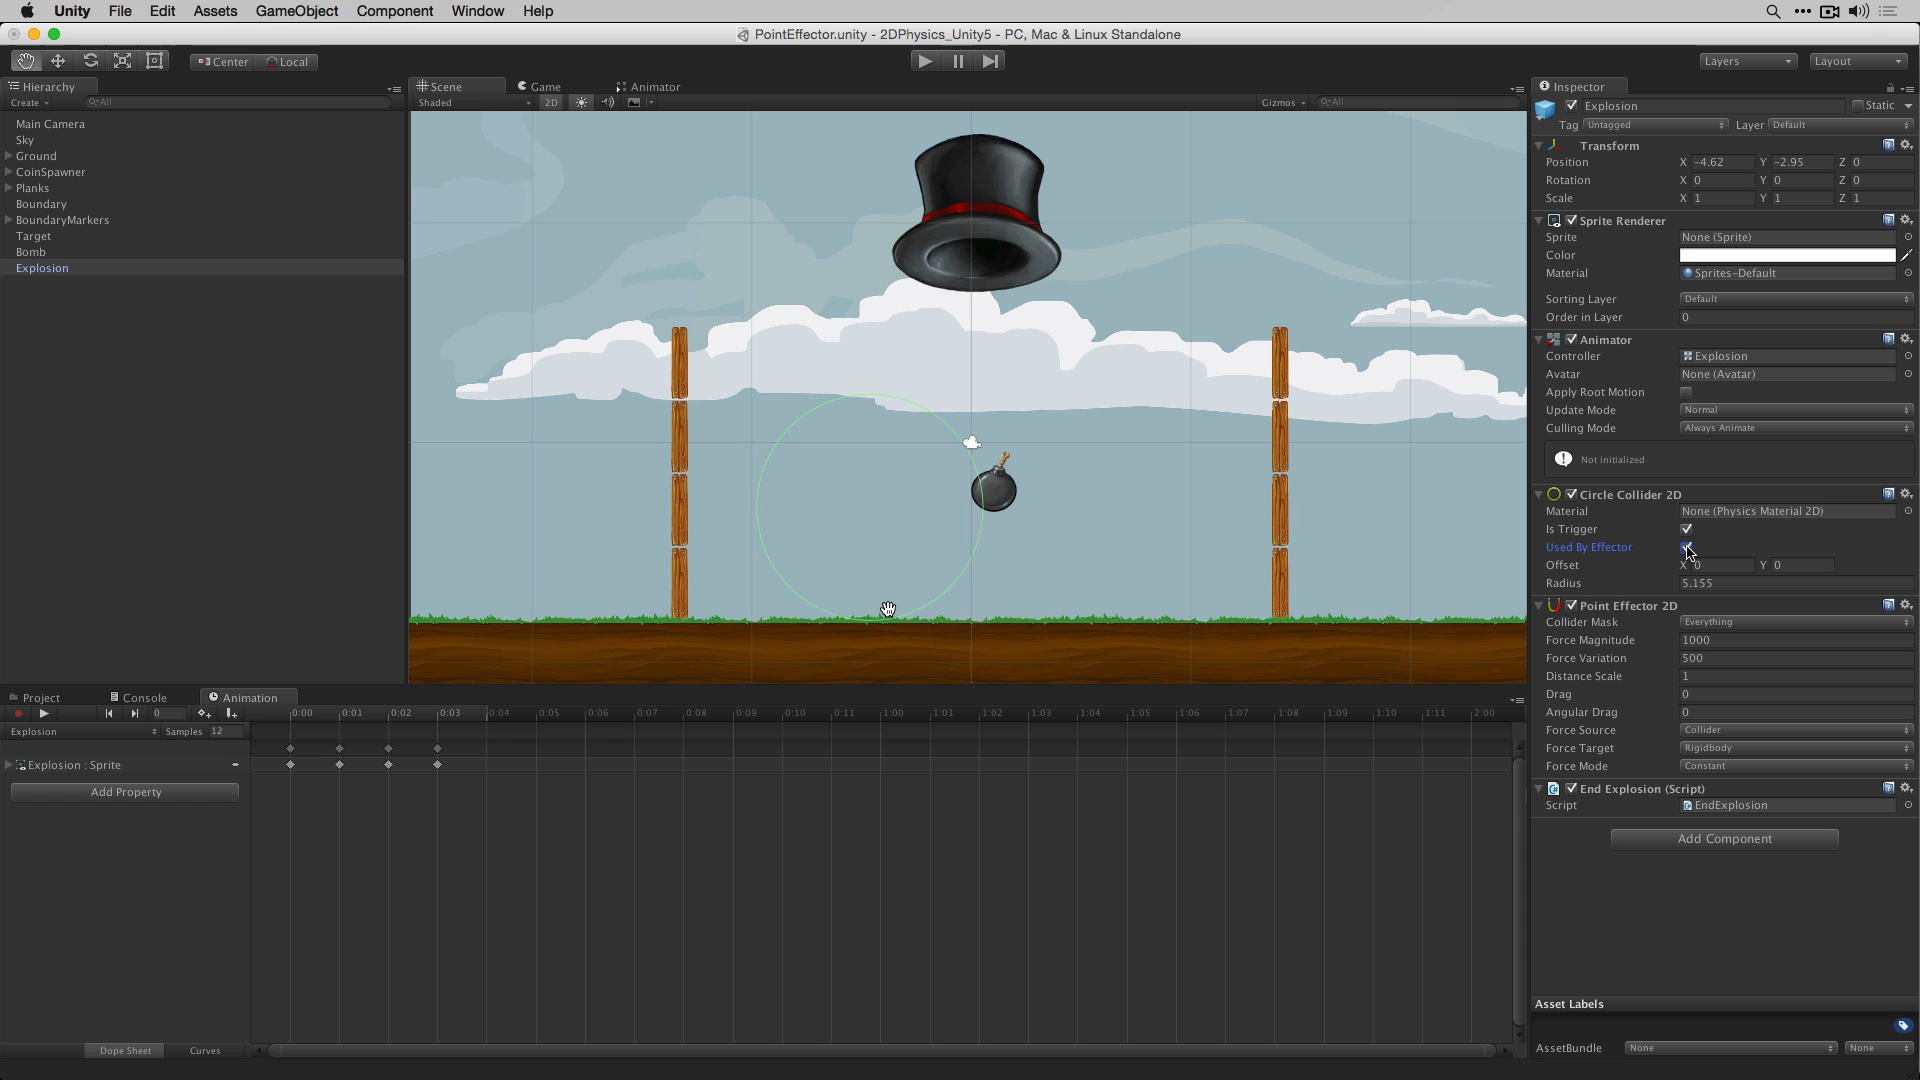 Unity File Edit Assets GameObject Component Window Help
PointEffector.unity - 2DPhysics_Unity5 - PC, Mac & Linux Standalone
Center Local Layers Layout
Hierarchy
Create All
Main Camera
Sky
Ground
CoinSpawner
Planks
Boundary
BoundaryMarkers
Target
Bomb
Explosion
Scene Game Animator
Shaded 2D Gizmos All
Inspector
Explosion Static
Tag Untagged Layer Default
Transform
Position X -4.62 Y -2.95 Z 0
Rotation X 0 Y 0 Z 0
Scale X 1 Y 1 Z 1
Sprite Renderer
Sprite None (Sprite)
Color
Material Sprites-Default
Sorting Layer Default
Order in Layer 0
Animator
Controller Explosion
Avatar None (Avatar)
Apply Root Motion
Update Mode Normal
Culling Mode Always Animate
Not initialized
Circle Collider 2D
Material None (Physics Material 2D)
Is Trigger
Used By Effector
Offset X 0 Y 0
Radius 5.155
Point Effector 2D
Collider Mask Everything
Force Magnitude 1000
Force Variation 500
Distance Scale 1
Drag 0
Angular Drag 0
Force Source Collider
Force Target Rigidbody
Force Mode Constant
End Explosion (Script)
Script EndExplosion
Add Component
Asset Labels
AssetBundle None None
Project Console Animation
0 0:00 0:01 0:02 0:03 0:04 0:05 0:06 0:07 0:08 0:09 0:10 0:11 1:00 1:01 1:02 1:03 1:04 1:05 1:06 1:07 1:08 1:09 1:10 1:11 2:00
Explosion Samples 12
Explosion : Sprite
Add Property
Dope Sheet Curves